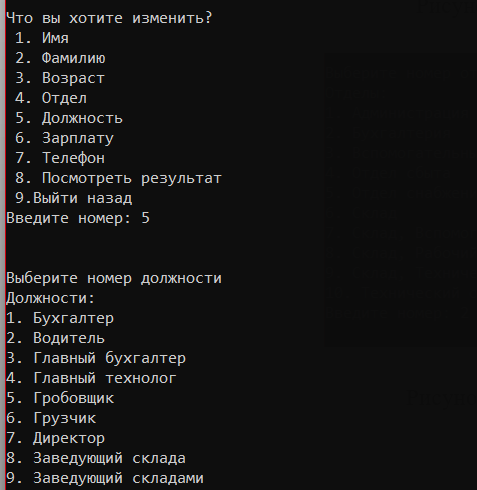 Что вы хотите изменить?
1. Имя
2. Фамилию
3. Возраст
4. Отдел
5. Должность
6. Зарплату
7. Телефон
8. Посмотреть результат
9.Выйти назад
Введите номер: 5
Выберите номер должности
Должности:
1. Бухгалтер
2. Водитель
3. Главный бухгалтер
4. Главный технолог
5. Гробовщик
6. Грузчик
7. Директор
8. Заведующий склада
9. Заведующий складами